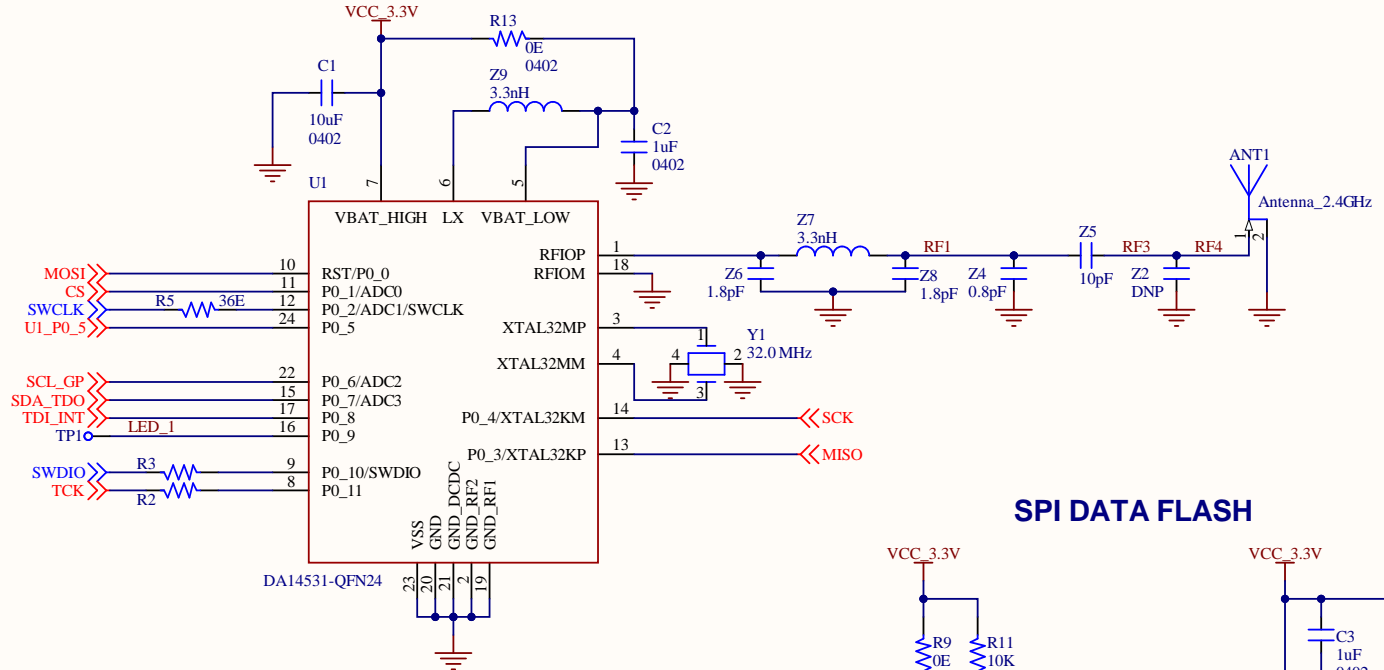 VCC_3.3V
R13
0E
0402
C1
10uF
0402
Z9
3.3nH
C2
1uF
0402
U1
7
6
5
VBAT_HIGH
LX
VBAT_LOW
ANT1
Antenna_2.4GHz
1
2
MOSI
10
RST/P0_0
CS
11
P0_1/ADC0
SWCLK
R5
36E
12
P0_2/ADC1/SWCLK
U1_P0_5
24
P0_5
SCL_GP
22
P0_6/ADC2
SDA_TDO
15
P0_7/ADC3
TDI_INT
17
P0_8
TP1
LED_1
16
P0_9
SWDIO
R3
9
P0_10/SWDIO
TCK
R2
8
P0_11
RFIOP
1
RFIOM
18
Z7
3.3nH
Z6
1.8pF
Z8
1.8pF
RF1
Z4
0.8pF
Z5
10pF
RF3
RF4
Z2
DNP
XTAL32MP
3
XTAL32MM
4
Y1
32.0 MHz
1
4
2
3
P0_4/XTAL32KM
14
SCK
P0_3/XTAL32KP
13
MISO
VSS
GND
GND_DCDC
GND_RF2
GND_RF1
23
20
21
2
19
DA14531-QFN24
SPI DATA FLASH
VCC_3.3V
R9
0E
R11
10K
VCC_3.3V
C3
1uF
0402